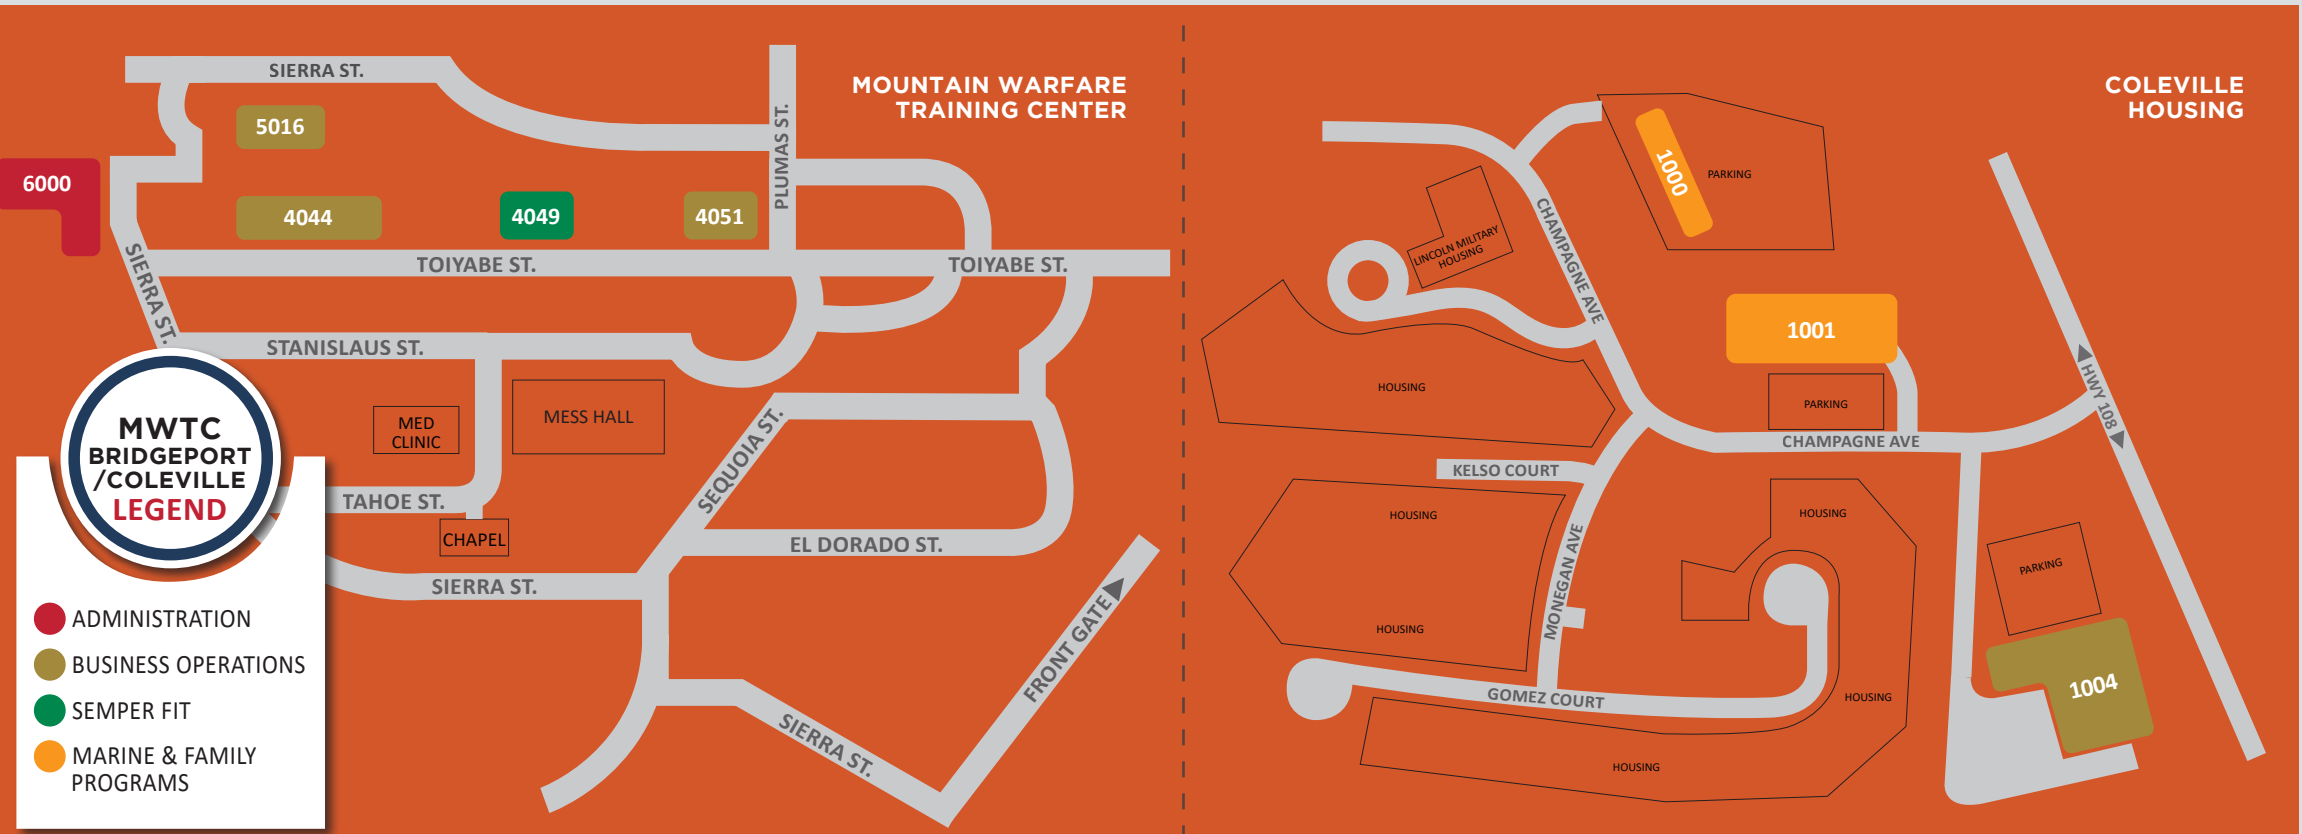 SIERRA ST.
5016
6000
4044
4049
4051
PLUMAS ST.
MOUNTAIN WARFARE
TRAINING CENTER
TOIYABE ST.
TOIYABE ST.
SIERRA ST.
STANISLAUS ST.
MED
CLINIC
MESS HALL
TAHOE ST.
CHAPEL
SEQUOIA ST.
EL DORADO ST.
SIERRA ST.
SIERRA ST.
FRONT GATE
MWTC
BRIDGEPORT
/COLEVILLE
LEGEND
ADMINISTRATION
BUSINESS OPERATIONS
SEMPER FIT
MARINE & FAMILY
PROGRAMS
COLEVILLE
HOUSING
1000
PARKING
CHAMPAGNE AVE
LINCOLN MILITARY
HOUSING
1001
HOUSING
PARKING
HWY 108
CHAMPAGNE AVE
KELSO COURT
HOUSING
HOUSING
MONEGAN AVE
HOUSING
PARKING
HOUSING
1004
GOMEZ COURT
HOUSING